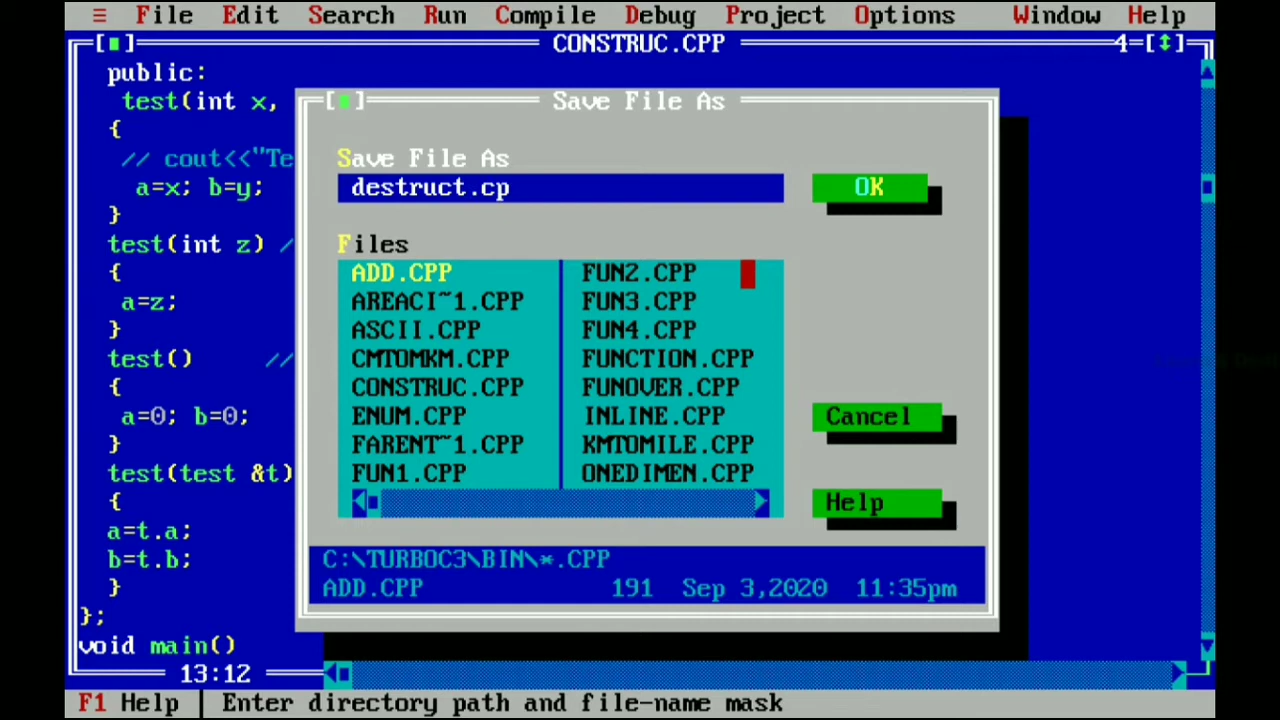 ≡ File Edit Search Run Compile Debug Project Options Window Help
[■] CONSTRUC.CPP 4=[↕]
public:
test(int x,
{
// cout<<"Te
a=x; b=y;
}
test(int z) /
{
a=z;
}
test() //
{
a=0; b=0;
}
test(test &t)
{
a=t.a;
b=t.b;
}
};
void main()
13:12
[■] Save File As
Save File As
destruct.cp
OK
Files
ADD.CPP FUN2.CPP
AREACI~1.CPP FUN3.CPP
ASCII.CPP FUN4.CPP
CMTOMKM.CPP FUNCTION.CPP
CONSTRUC.CPP FUNOVER.CPP
ENUM.CPP INLINE.CPP
FARENT~1.CPP KMTOMILE.CPP
FUN1.CPP ONEDIMEN.CPP
Cancel
Help
C:\TURBOC3\BIN\*.CPP
ADD.CPP 191 Sep 3,2020 11:35pm
F1 Help │ Enter directory path and file-name mask